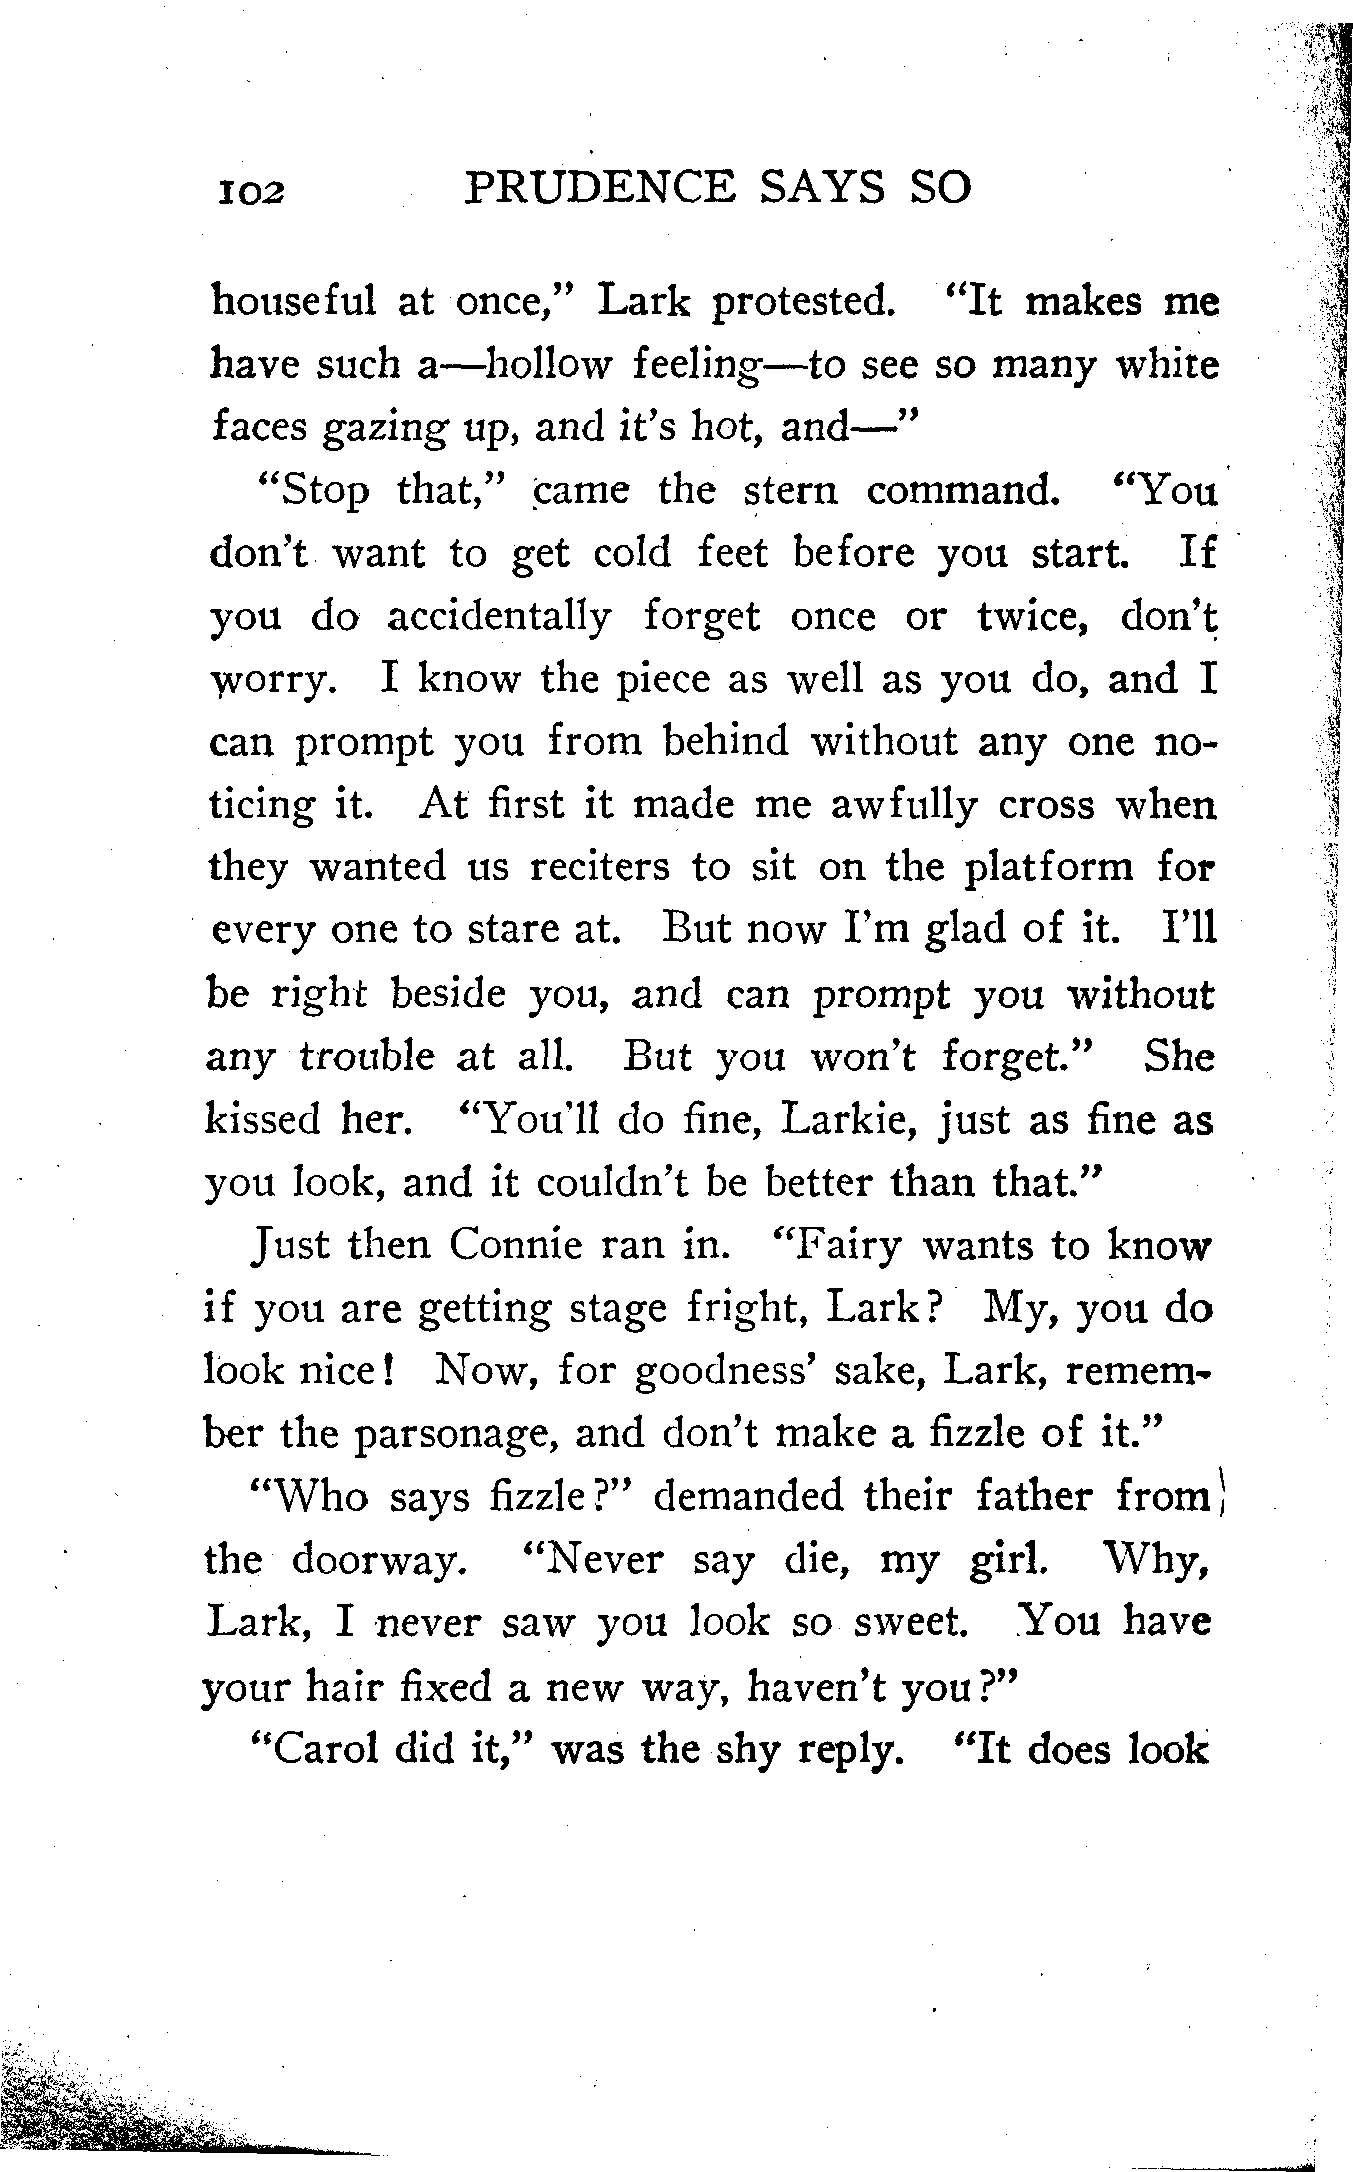 102 PRUDENCE SAYS SO
houseful at once," Lark protested. "It makes me
have such a—hollow feeling—to see so many white
faces gazing up, and it's hot, and—"
"Stop that," came the stern command. "You
don't want to get cold feet before you start. If
you do accidentally forget once or twice, don't
worry. I know the piece as well as you do, and I
can prompt you from behind without any one no-
ticing it. At first it made me awfully cross when
they wanted us reciters to sit on the platform for
every one to stare at. But now I'm glad of it. I'll
be right beside you, and can prompt you without
any trouble at all. But you won't forget." She
kissed her. "You'll do fine, Larkie, just as fine as
you look, and it couldn't be better than that."
Just then Connie ran in. "Fairy wants to know
if you are getting stage fright, Lark? My, you do
look nice! Now, for goodness' sake, Lark, remem-
ber the parsonage, and don't make a fizzle of it."
"Who says fizzle?" demanded their father from
the doorway. "Never say die, my girl. Why,
Lark, I never saw you look so sweet. You have
your hair fixed a new way, haven't you?"
"Carol did it," was the shy reply. "It does look